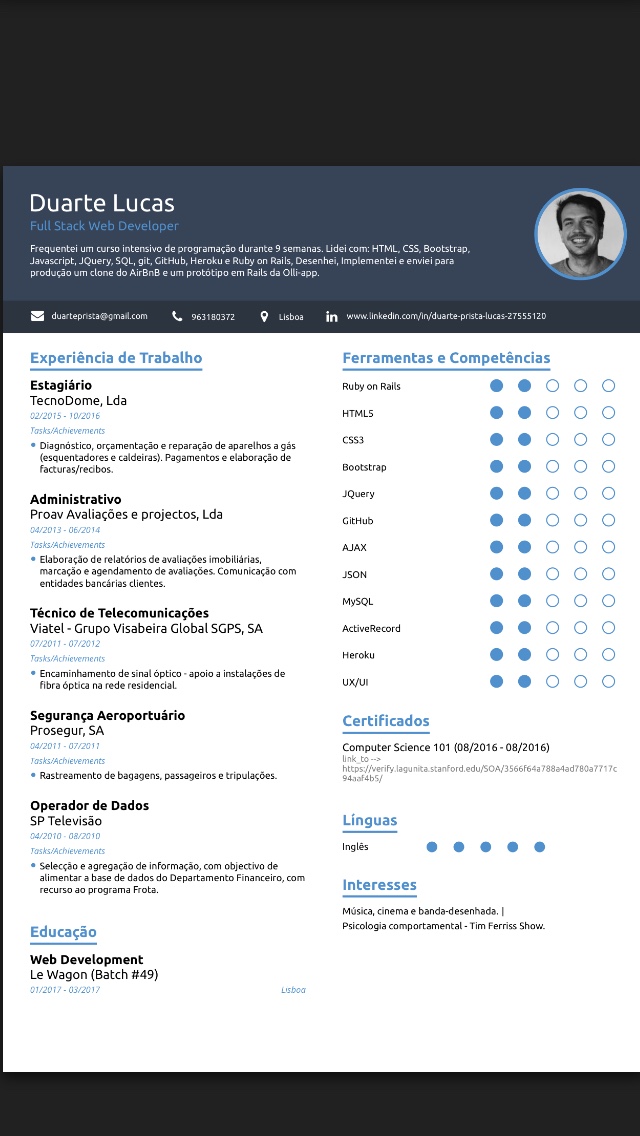 Duarte Lucas
Full Stack Web Developer
Frequentei um curso intensivo de programação durante 9 semanas. Lidei com: HTML, CSS, Bootstrap,
Javascript, JQuery, SQL, git, GitHub, Heroku e Ruby on Rails, Desenhei, Implementei e enviei para
produção um clone do AirBnB e um protótipo em Rails da Olli-app.
duarteprista@gmail.com
963180372
Lisboa
www.linkedin.com/in/duarte-prista-lucas-27555120
Experiência de Trabalho
Estagiário
TecnoDome, Lda
02/2015 - 10/2016
Tasks/Achievements
Diagnóstico, orçamentação e reparação de aparelhos a gás
(esquentadores e caldeiras). Pagamentos e elaboração de
facturas/recibos.
Administrativo
Proav Avaliações e projectos, Lda
04/2013 - 06/2014
Tasks/Achievements
Elaboração de relatórios de avaliações imobiliárias,
marcação e agendamento de avaliações. Comunicação com
entidades bancárias clientes.
Técnico de Telecomunicações
Viatel - Grupo Visabeira Global SGPS, SA
07/2011 - 07/2012
Tasks/Achievements
Encaminhamento de sinal óptico - apoio a instalações de
fibra óptica na rede residencial.
Segurança Aeroportuário
Prosegur, SA
04/2011 - 07/2011
Tasks/Achievements
Rastreamento de bagagens, passageiros e tripulações.
Operador de Dados
SP Televisão
04/2010 - 08/2010
Tasks/Achievements
Selecção e agregação de informação, com objectivo de
alimentar a base de dados do Departamento Financeiro, com
recurso ao programa Frota.
Educação
Web Development
Le Wagon (Batch #49)
01/2017 - 03/2017 Lisboa
Ferramentas e Competências
Ruby on Rails
HTML5
CSS3
Bootstrap
JQuery
GitHub
AJAX
JSON
MySQL
ActiveRecord
Heroku
UX/UI
Certificados
Computer Science 101 (08/2016 - 08/2016)
link_to -->
https://verify.lagunita.stanford.edu/SOA/3566f64a788a4ad780a7717c
94aaf4b5/
Línguas
Inglês
Interesses
Música, cinema e banda-desenhada. |
Psicologia comportamental - Tim Ferriss Show.